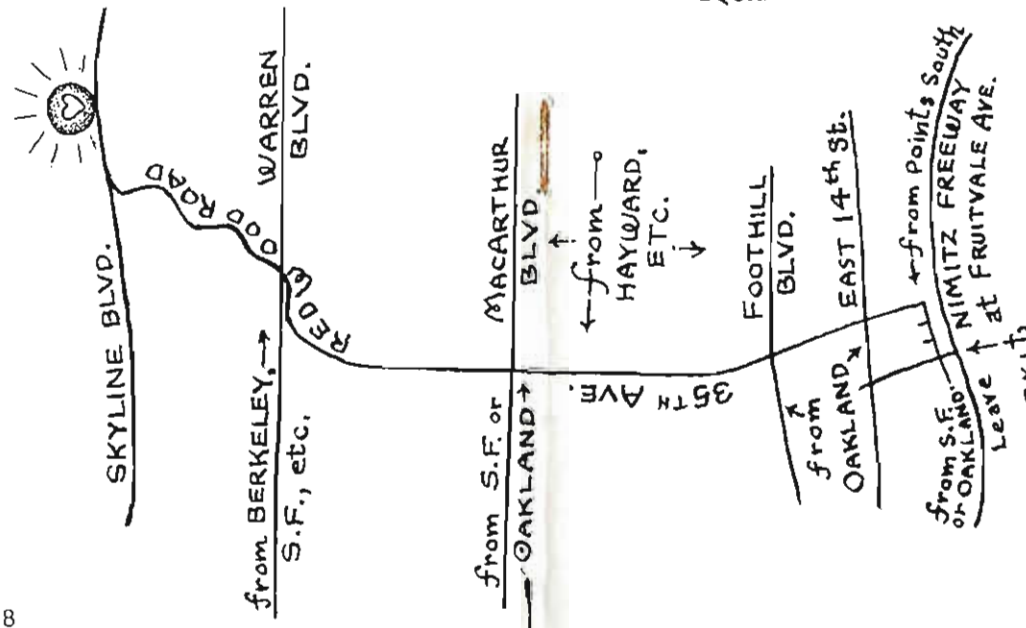 SKYLINE BLVD.
REDWOOD ROAD
WARREN
BLVD.
from BERKELEY, →
S.F., etc.
MACARTHUR
BLVD.
from S.F. or
OAKLAND →
← from
HAYWARD,
ETC.
35TH AVE.
FOOTHILL
BLVD.
from
OAKLAND
EAST 14th St.
← from Points South
NIMITZ FREEWAY
at FRUITVALE AVE.
from S.F.
or OAKLAND
Leave ↑
8